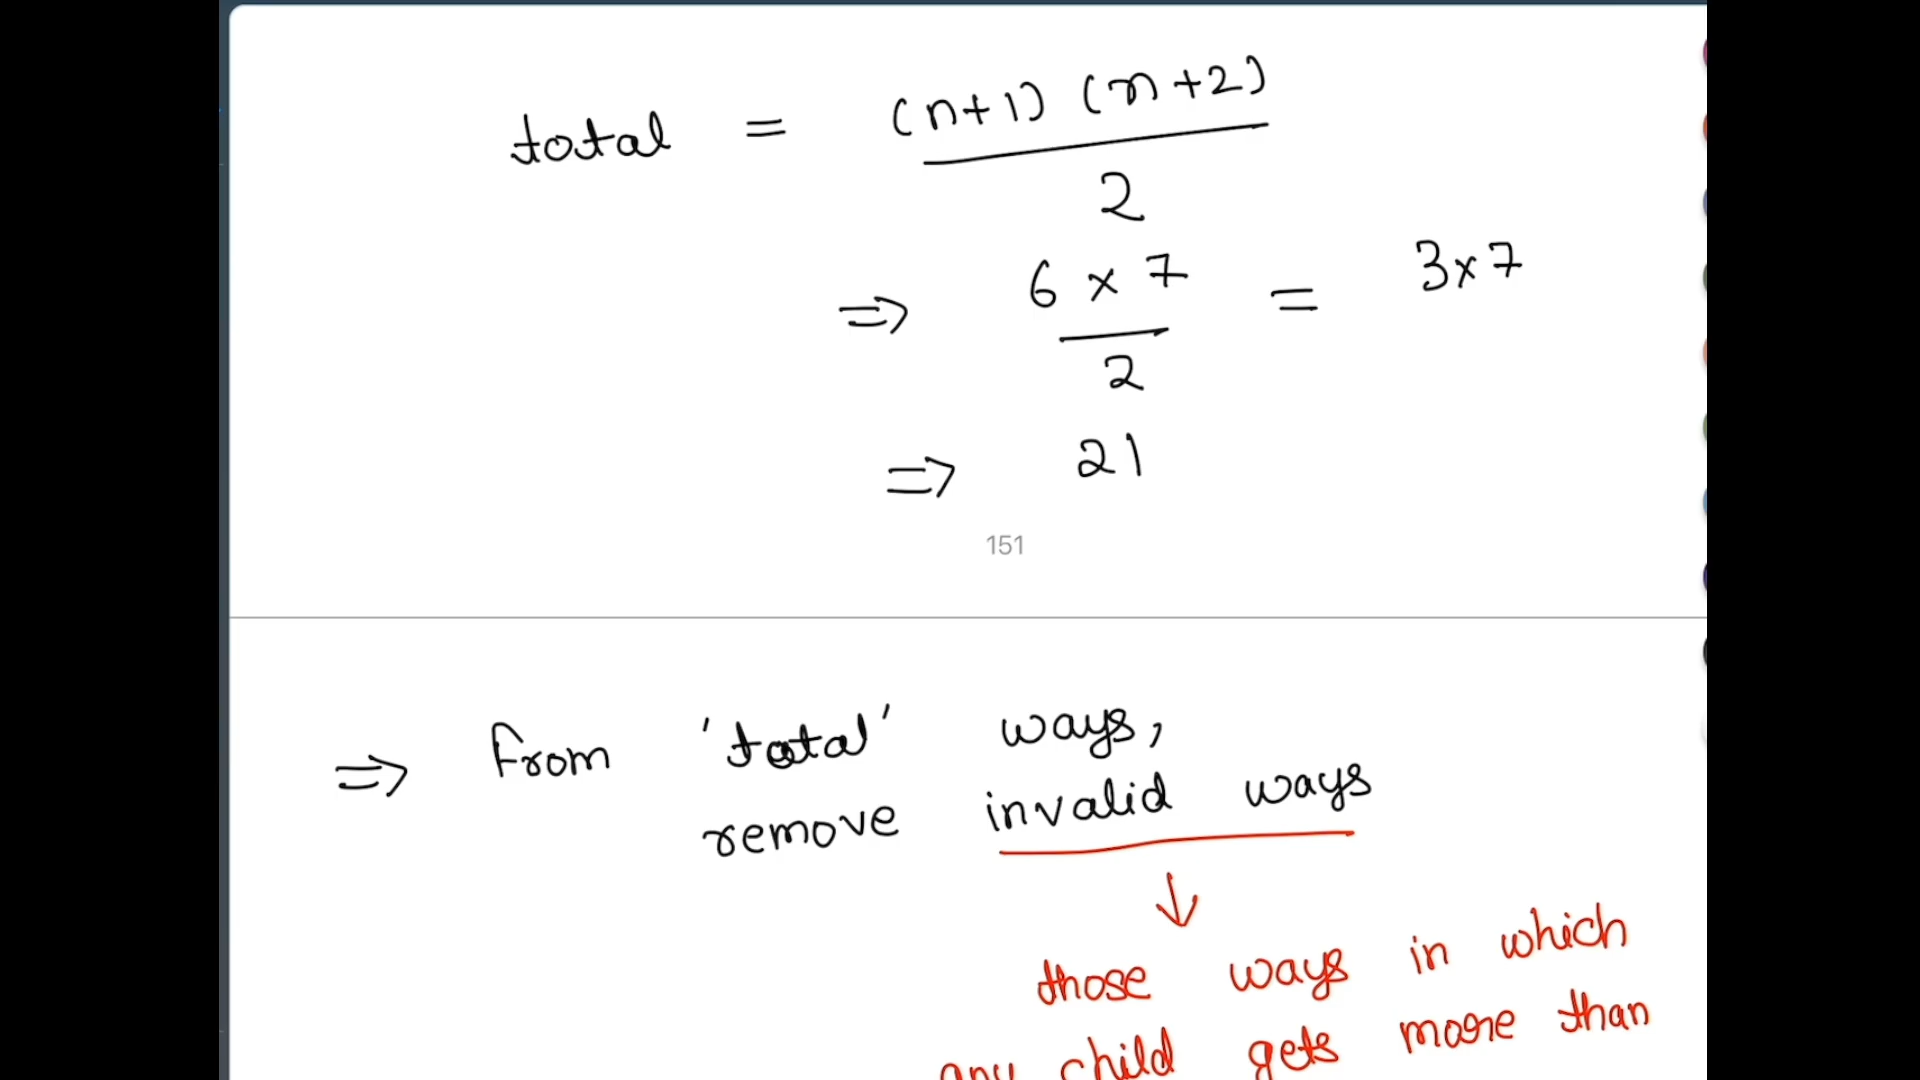 total = (n+1) (n+2)
2
=> 6 x 7 = 3x7
2
=> 21
151
=> from 'total' ways,
remove invalid ways
those ways in which
any child gets more than